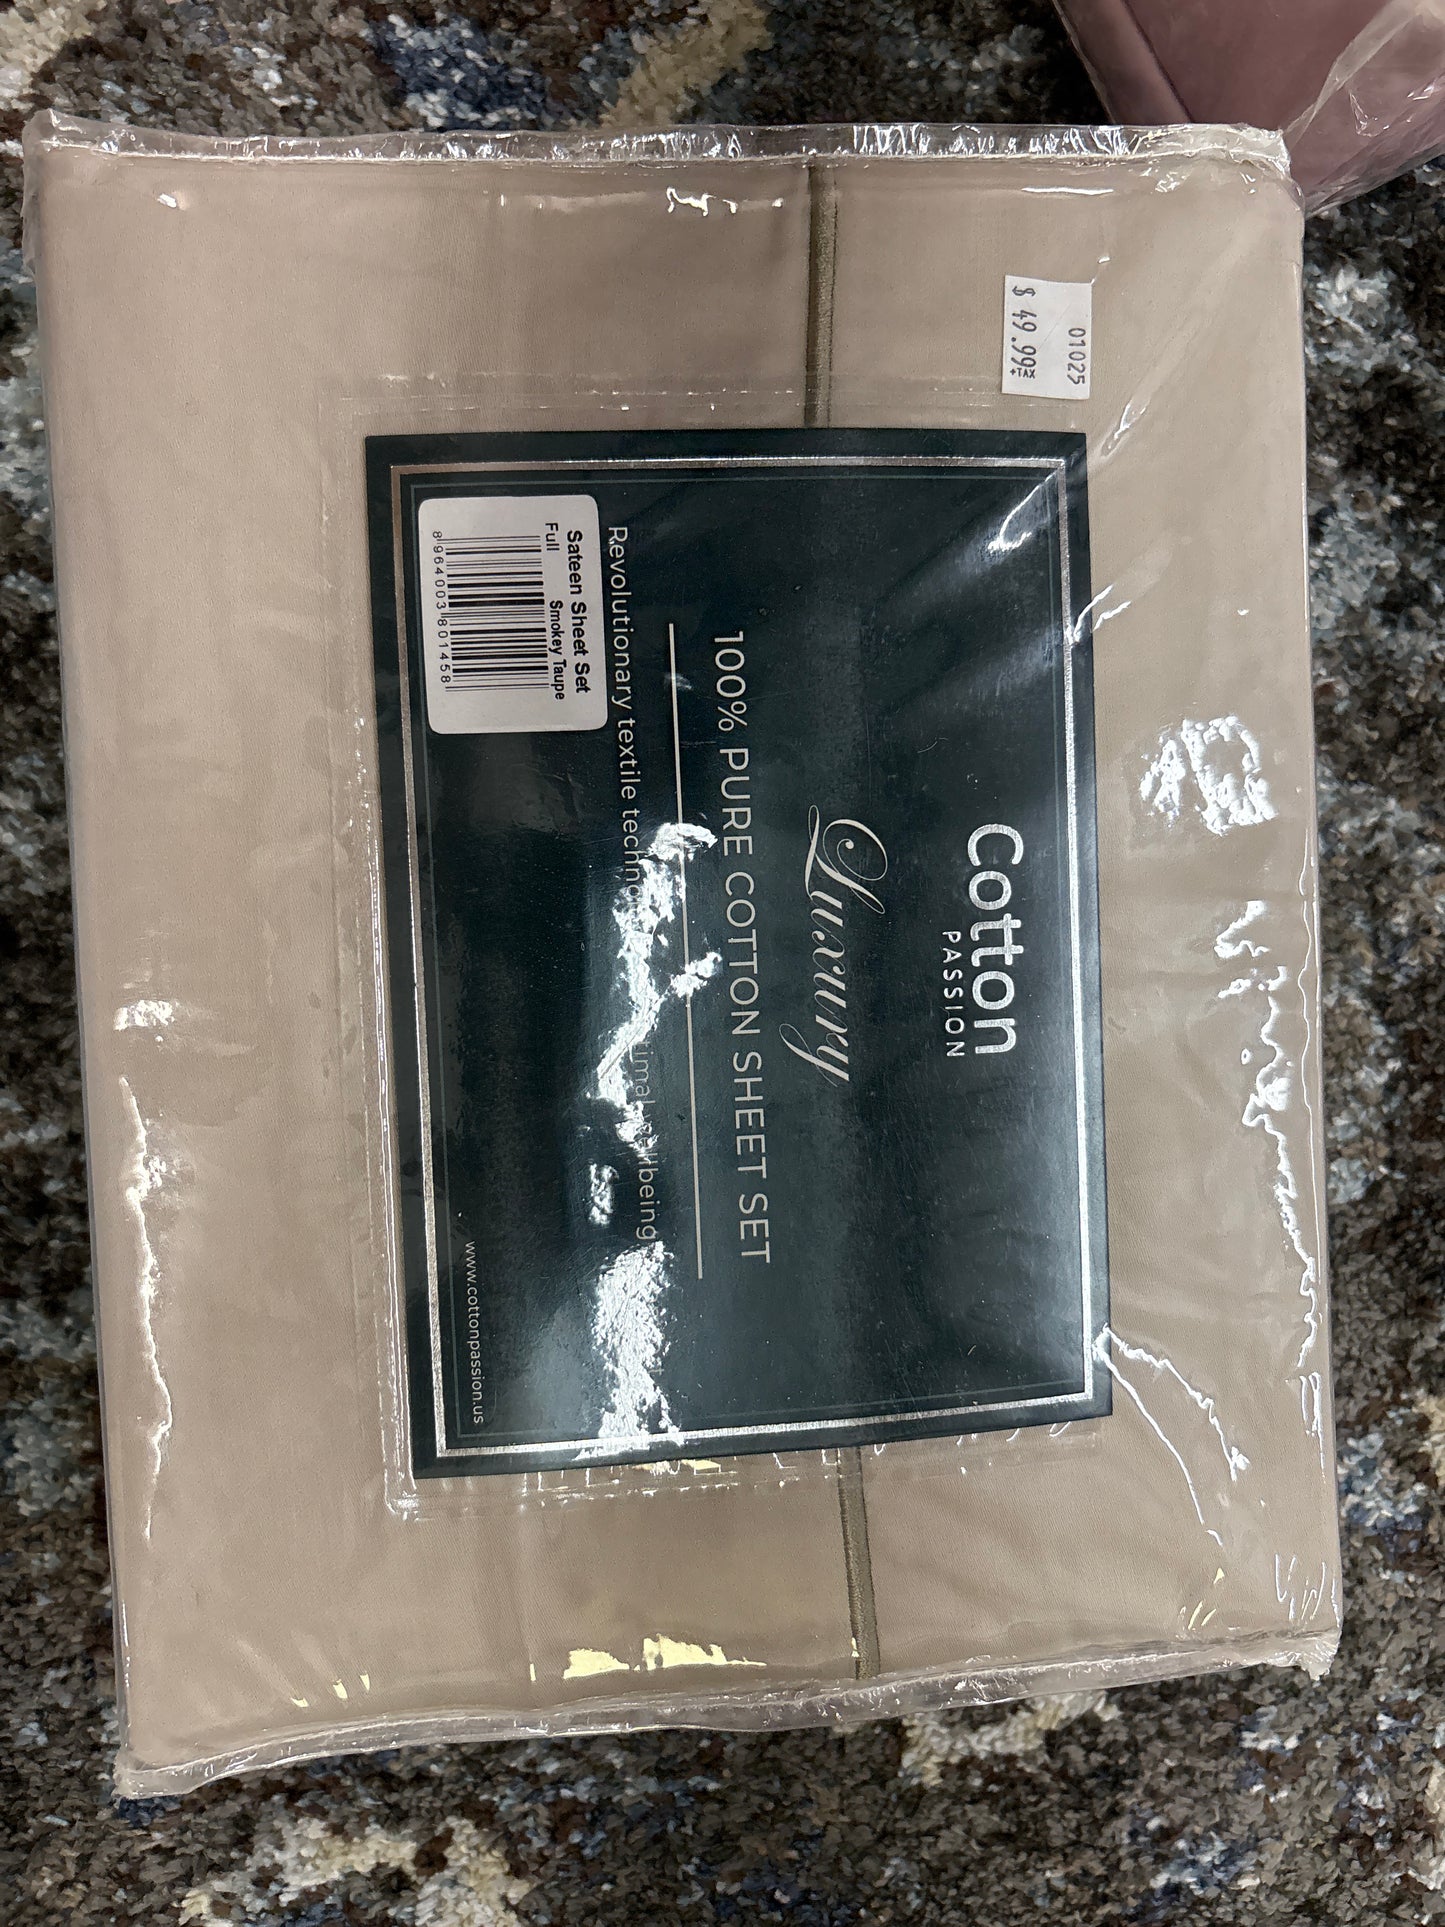 01025
$ 49.99
+TAX
Cotton
PASSION
Luxury
100% PURE COTTON SHEET SET
Revolutionary textile wellbeing
Sateen Sheet Set
Full Smokey Taupe
8964003801458
www.cottonpassion.us